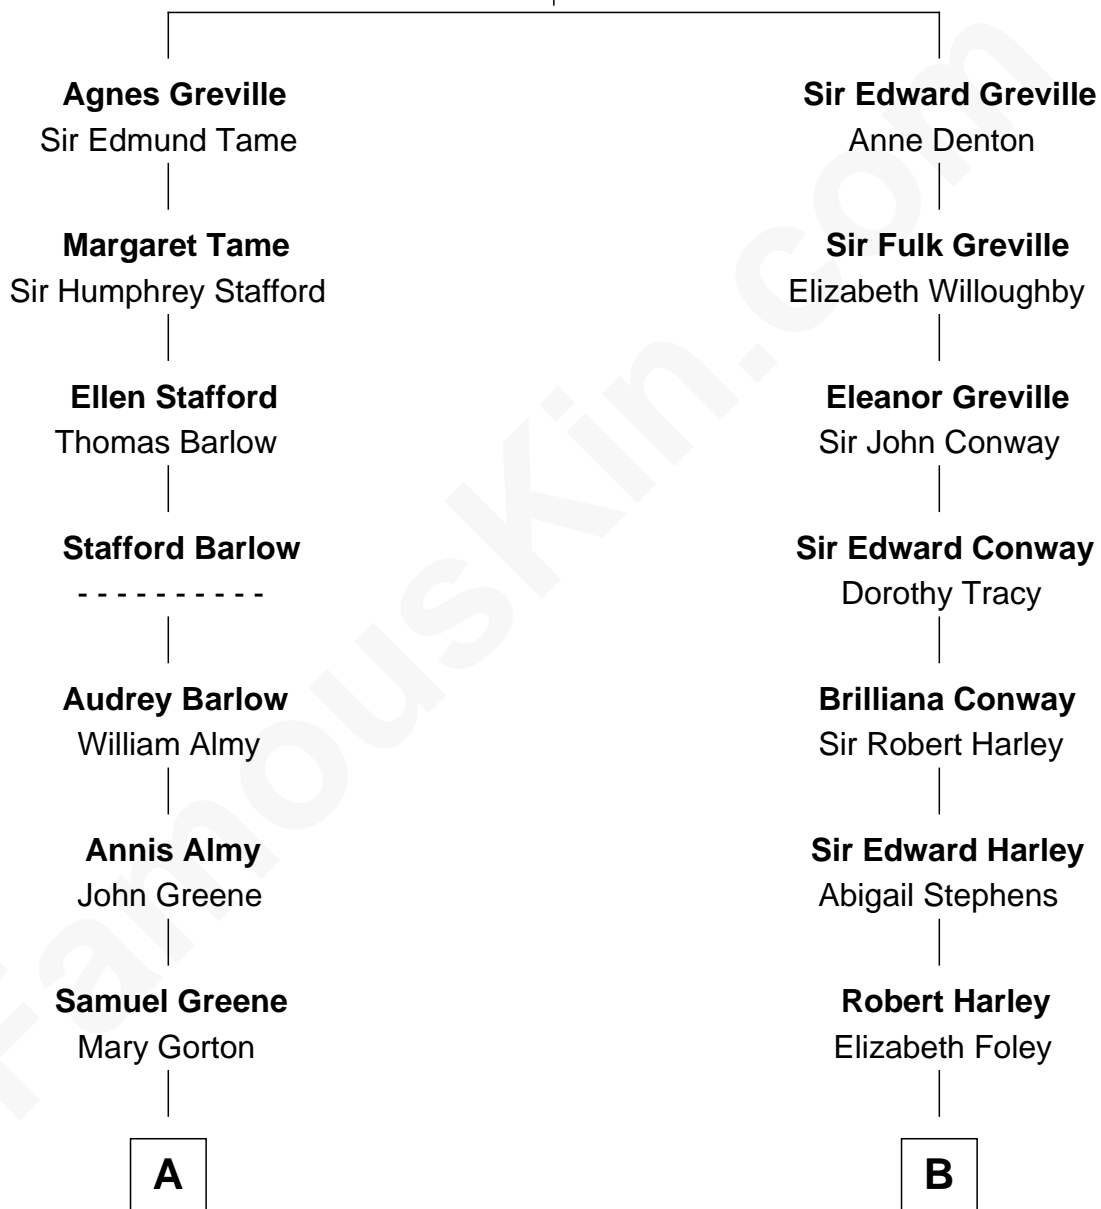 Agnes Greville
Sir Edmund Tame
Margaret Tame
Sir Humphrey Stafford
Ellen Stafford
Thomas Barlow
Stafford Barlow
- - - - - - - - - -
Audrey Barlow
William Almy
Annis Almy
John Greene
Samuel Greene
Mary Gorton
A
Sir Edward Greville
Anne Denton
Sir Fulk Greville
Elizabeth Willoughby
Eleanor Greville
Sir John Conway
Sir Edward Conway
Dorothy Tracy
Brilliana Conway
Sir Robert Harley
Sir Edward Harley
Abigail Stephens
Robert Harley
Elizabeth Foley
B
FamousKin.com